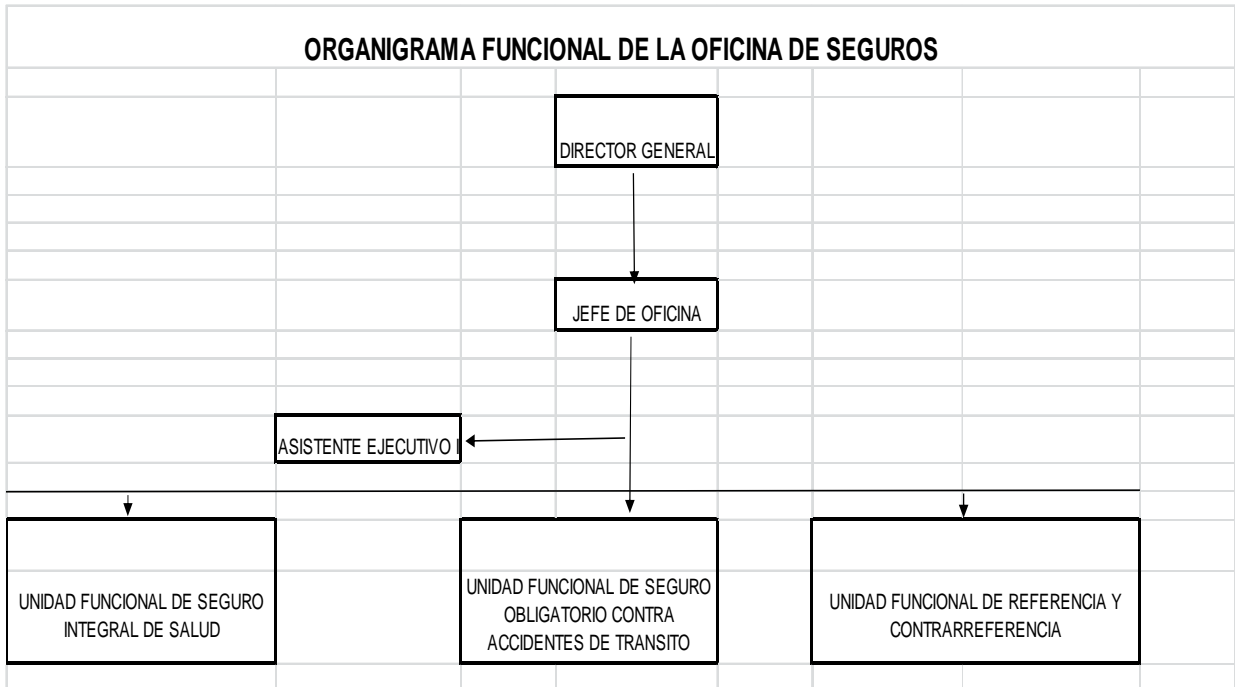 ORGANIGRAMA FUNCIONAL DE LA OFICINA DE SEGUROS
DIRECTOR GENERAL
JEFE DE OFICINA
ASISTENTE EJECUTIVO I
UNIDAD FUNCIONAL DE SEGURO
INTEGRAL DE SALUD
UNIDAD FUNCIONAL DE SEGURO
OBLIGATORIO CONTRA
ACCIDENTES DE TRANSITO
UNIDAD FUNCIONAL DE REFERENCIA Y
CONTRARREFERENCIA